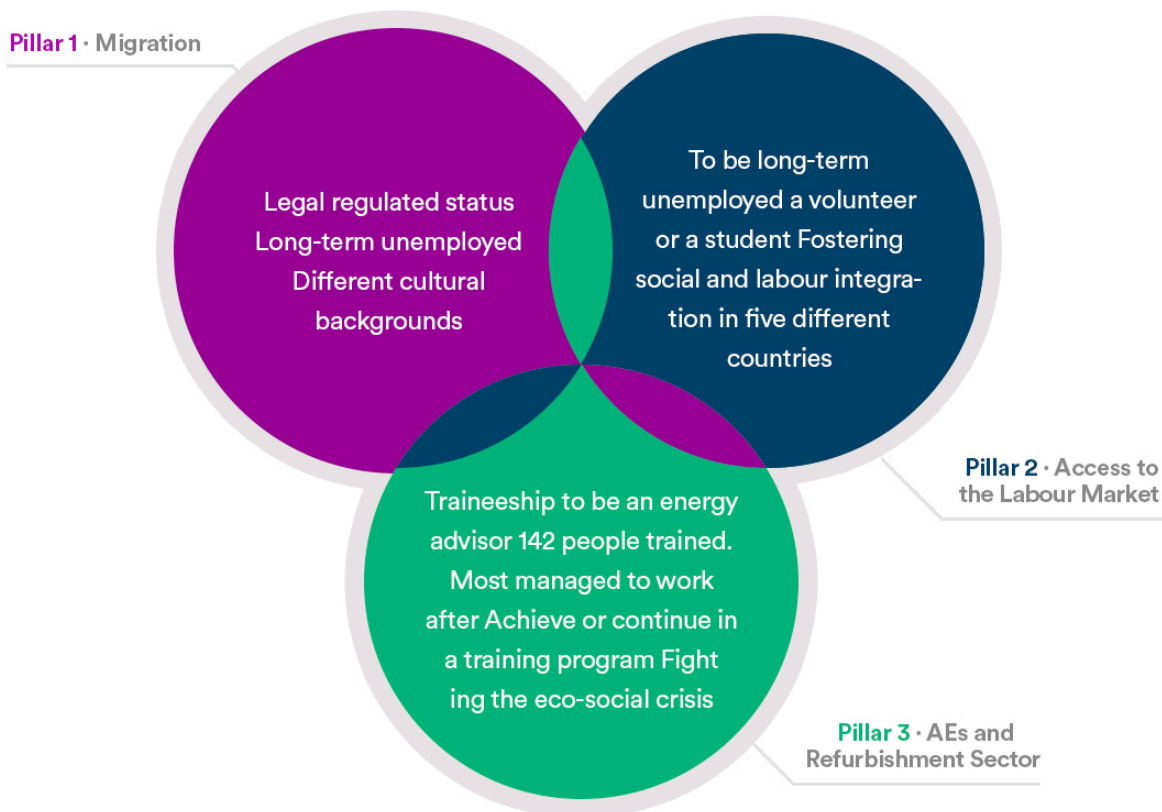 Pillar 1 · Migration
Legal regulated status
Long-term unemployed
Different cultural
backgrounds
To be long-term
unemployed a volunteer
or a student Fostering
social and labour integra-
tion in five different
countries
Pillar 2 · Access to
the Labour Market
Traineeship to be an energy
advisor 142 people trained.
Most managed to work
after Achieve or continue in
a training program Fight
ing the eco-social crisis
Pillar 3 · AEs and
Refurbishment Sector